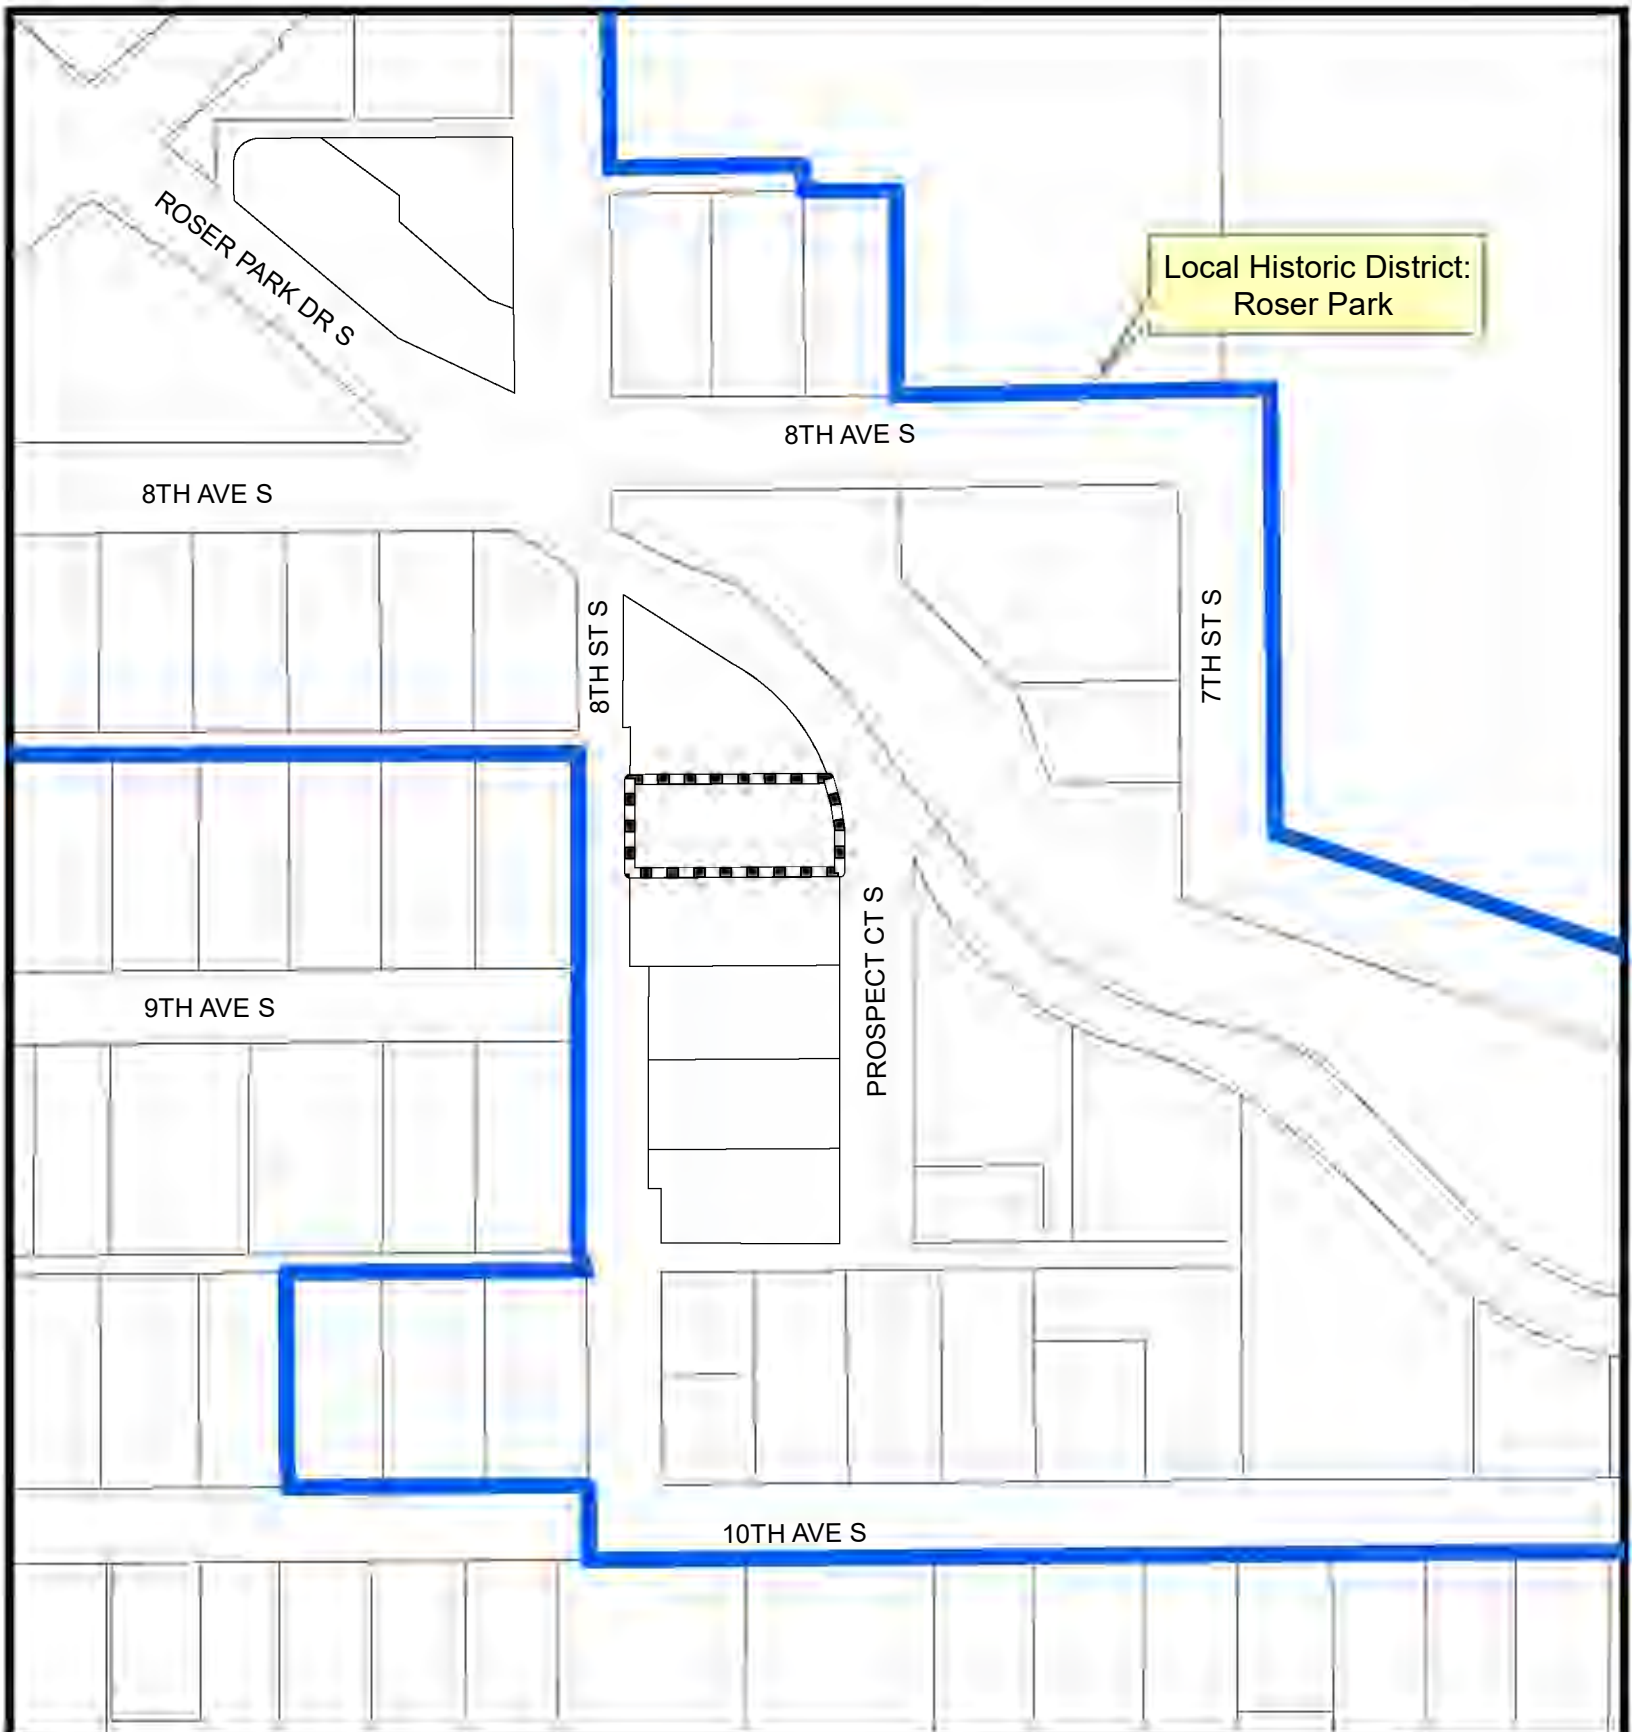 ROSER PARK DR S
Local Historic District:
Roser Park
8TH AVE S
8TH AVE S
8TH ST S
7TH ST S
PROSPECT CT S
9TH AVE S
10TH AVE S